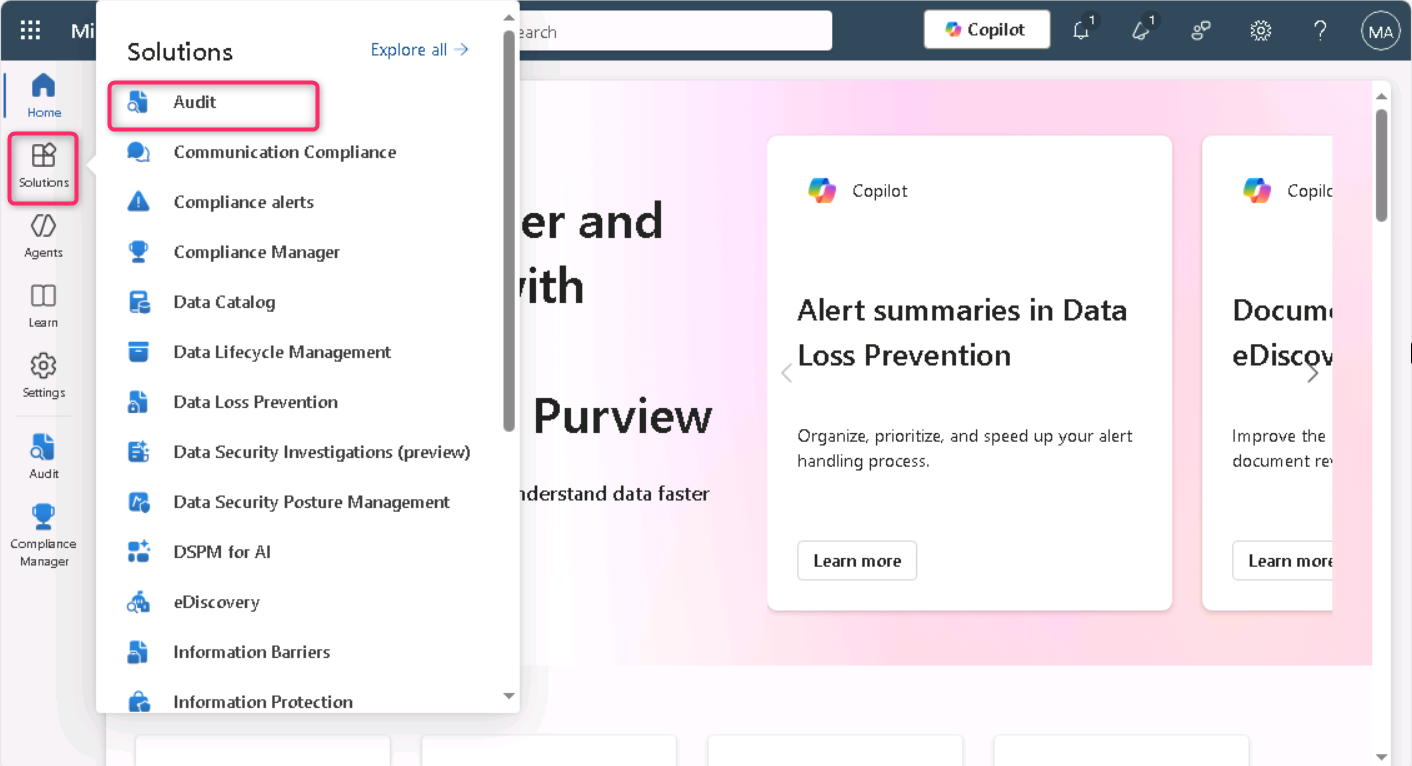 Mi
earch
Copilot
1
1
MA
Solutions
Explore all
Home
Solutions
Agents
Learn
Settings
Audit
Compliance
Manager
Audit
Communication Compliance
Compliance alerts
Compliance Manager
Data Catalog
Data Lifecycle Management
Data Loss Prevention
Data Security Investigations (preview)
Data Security Posture Management
DSPM for AI
eDiscovery
Information Barriers
Information Protection
er and
ith
Purview
nderstand data faster
Copilot
Alert summaries in Data
Loss Prevention
Organize, prioritize, and speed up your alert
handling process.
Learn more
Copilo
Docume
eDiscov
Improve the
document rev
Learn more